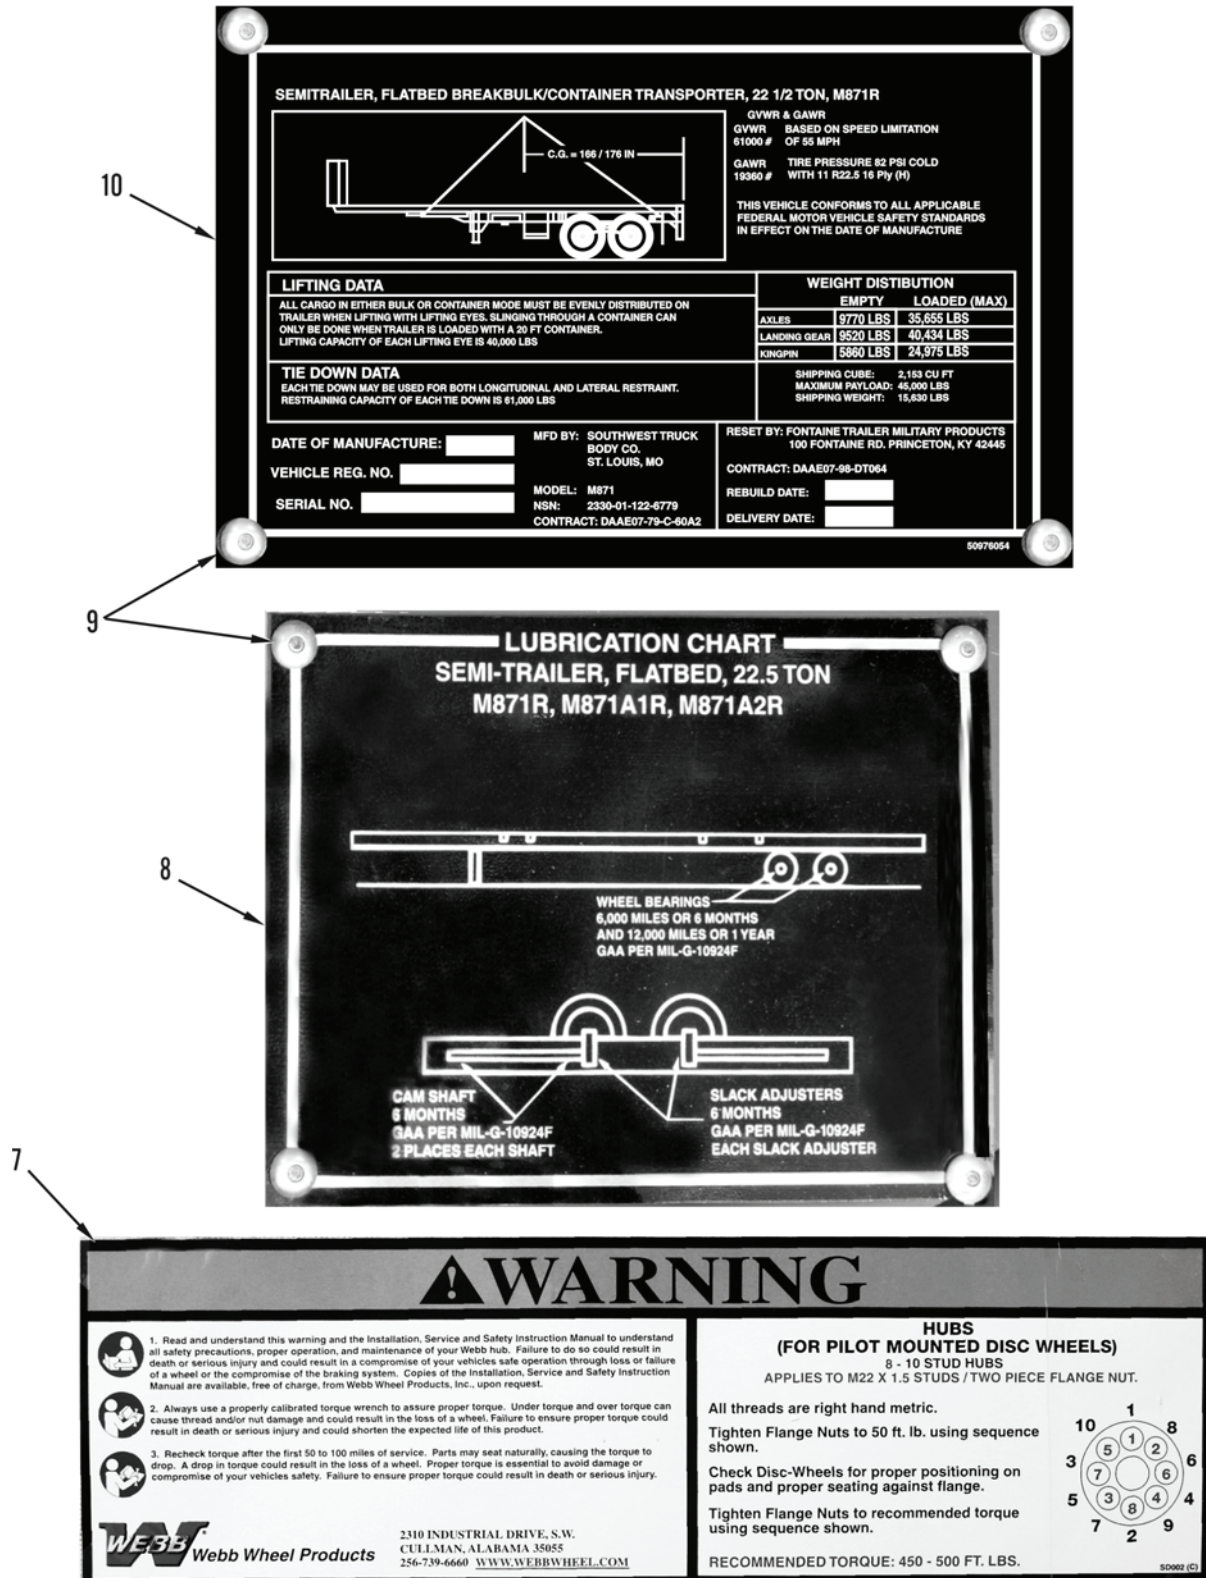 10
SEMITRAILER, FLATBED BREAKBULK/CONTAINER TRANSPORTER, 22 1/2 TON, M871R
C.G. = 166 / 176 IN
GVWR & GAWR
GVWR BASED ON SPEED LIMITATION
61000 # OF 55 MPH
GAWR TIRE PRESSURE 82 PSI COLD
19360 # WITH 11 R22.5 16 Ply (H)
THIS VEHICLE CONFORMS TO ALL APPLICABLE
FEDERAL MOTOR VEHICLE SAFETY STANDARDS
IN EFFECT ON THE DATE OF MANUFACTURE
LIFTING DATA
ALL CARGO IN EITHER BULK OR CONTAINER MODE MUST BE EVENLY DISTRIBUTED ON
TRAILER WHEN LIFTING WITH LIFTING EYES. SLINGING THROUGH A CONTAINER CAN
ONLY BE DONE WHEN TRAILER IS LOADED WITH A 20 FT CONTAINER.
LIFTING CAPACITY OF EACH LIFTING EYE IS 40,000 LBS
TIE DOWN DATA
EACH TIE DOWN MAY BE USED FOR BOTH LONGITUDINAL AND LATERAL RESTRAINT.
RESTRAINING CAPACITY OF EACH TIE DOWN IS 61,000 LBS
WEIGHT DISTIBUTION
EMPTY LOADED (MAX)
AXLES 9770 LBS 35,655 LBS
LANDING GEAR 9520 LBS 40,434 LBS
KINGPIN 5860 LBS 24,975 LBS
SHIPPING CUBE: 2,153 CU FT
MAXIMUM PAYLOAD: 45,000 LBS
SHIPPING WEIGHT: 15,630 LBS
DATE OF MANUFACTURE:
VEHICLE REG. NO.
SERIAL NO.
MFD BY: SOUTHWEST TRUCK
BODY CO.
ST. LOUIS, MO
MODEL: M871
NSN: 2330-01-122-6779
CONTRACT: DAAE07-79-C-60A2
RESET BY: FONTAINE TRAILER MILITARY PRODUCTS
100 FONTAINE RD. PRINCETON, KY 42445
CONTRACT: DAAE07-98-DT064
REBUILD DATE:
DELIVERY DATE:
50976054
9
8
LUBRICATION CHART
SEMI-TRAILER, FLATBED, 22.5 TON
M871R, M871A1R, M871A2R
WHEEL BEARINGS
6,000 MILES OR 6 MONTHS
AND 12,000 MILES OR 1 YEAR
GAA PER MIL-G-10924F
CAM SHAFT
6 MONTHS
GAA PER MIL-G-10924F
2 PLACES EACH SHAFT
SLACK ADJUSTERS
6 MONTHS
GAA PER MIL-G-10924F
EACH SLACK ADJUSTER
7
WARNING
1. Read and understand this warning and the Installation, Service and Safety Instruction Manual to understand
all safety precautions, proper operation, and maintenance of your Webb hub. Failure to do so could result in
death or serious injury and could result in a compromise of your vehicles safe operation through loss or failure
of a wheel or the compromise of the braking system. Copies of the Installation, Service and Safety Instruction
Manual are available, free of charge, from Webb Wheel Products, Inc., upon request.
2. Always use a properly calibrated torque wrench to assure proper torque. Under torque and over torque can
cause thread and/or nut damage and could result in the loss of a wheel. Failure to ensure proper torque could
result in death or serious injury and could shorten the expected life of this product.
3. Recheck torque after the first 50 to 100 miles of service. Parts may seat naturally, causing the torque to
drop. A drop in torque could result in the loss of a wheel. Proper torque is essential to avoid damage or
compromise of your vehicles safety. Failure to ensure proper torque could result in death or serious injury.
WEBB Webb Wheel Products
2310 INDUSTRIAL DRIVE, S.W.
CULLMAN, ALABAMA 35055
256-739-6660 WWW.WEBBWHEEL.COM
HUBS
(FOR PILOT MOUNTED DISC WHEELS)
8 - 10 STUD HUBS
APPLIES TO M22 X 1.5 STUDS / TWO PIECE FLANGE NUT.
All threads are right hand metric.
Tighten Flange Nuts to 50 ft. lb. using sequence
shown.
Check Disc-Wheels for proper positioning on
pads and proper seating against flange.
Tighten Flange Nuts to recommended torque
using sequence shown.
RECOMMENDED TORQUE: 450 - 500 FT. LBS.
1
10 8
1
5 2
3 6
7 6
5 4
3 4
8
7 9
2
SD002 (C)